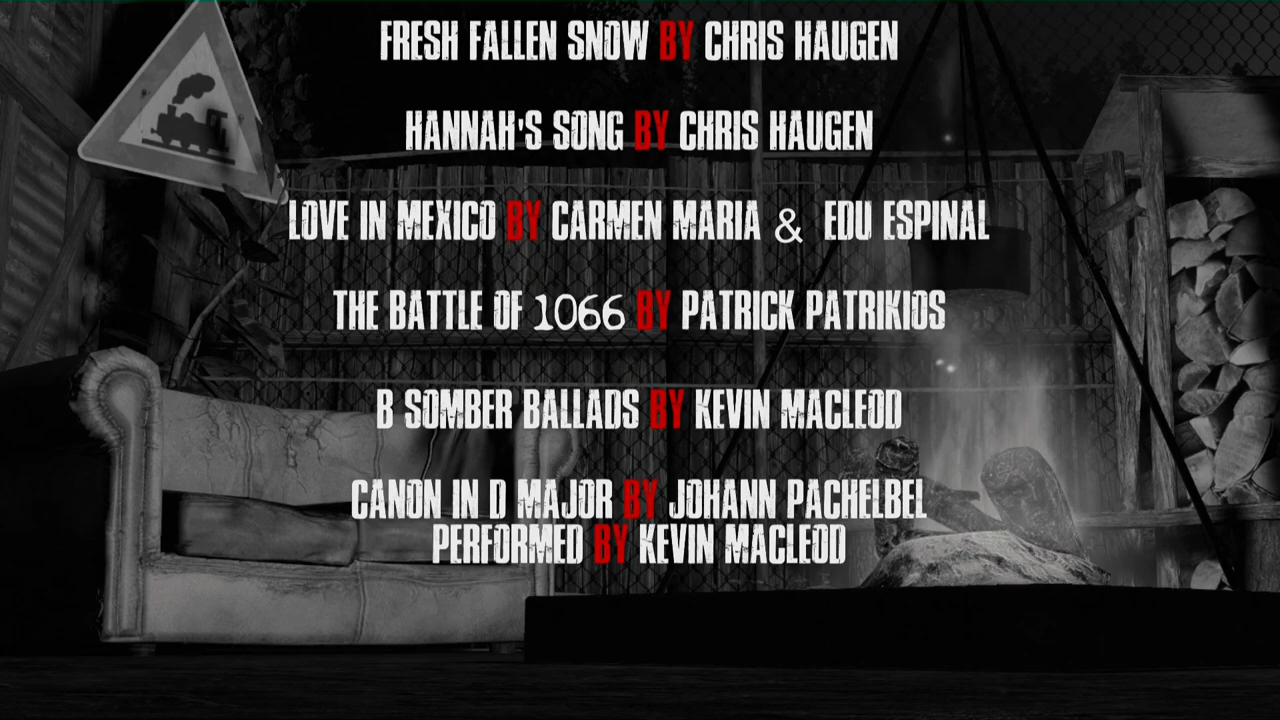 FRESH FALLEN SNOW BY CHRIS HAUGEN
HANNAH'S SONG BY CHRIS HAUGEN
LOVE IN MEXICO BY CARMEN MARIA & EDU ESPINAL
THE BATTLE OF 1066 BY PATRICK PATRIKIOS
B SOMBER BALLADS BY KEVIN MACLEOD
CANON IN D MAJOR BY JOHANN PACHELBEL
PERFORMED BY KEVIN MACLEOD